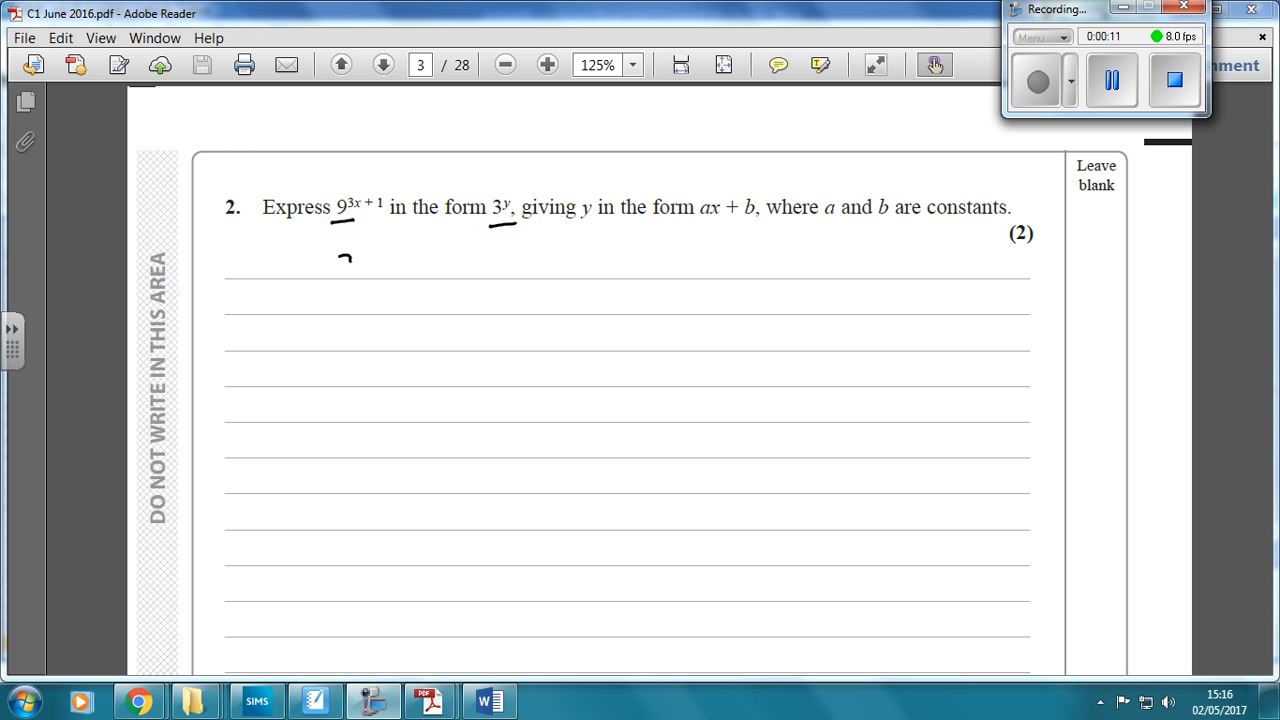 C1 June 2016.pdf - Adobe Reader
Recording...
File Edit View Window Help
Menu 0:00:11 8.0 fps
3 / 28 125% mment
Leave
blank
2. Express 9^{3x + 1} in the form 3^y, giving y in the form ax + b, where a and b are constants.
(2)
DO NOT WRITE IN THIS AREA
SIMS PDF W
15:16
02/05/2017